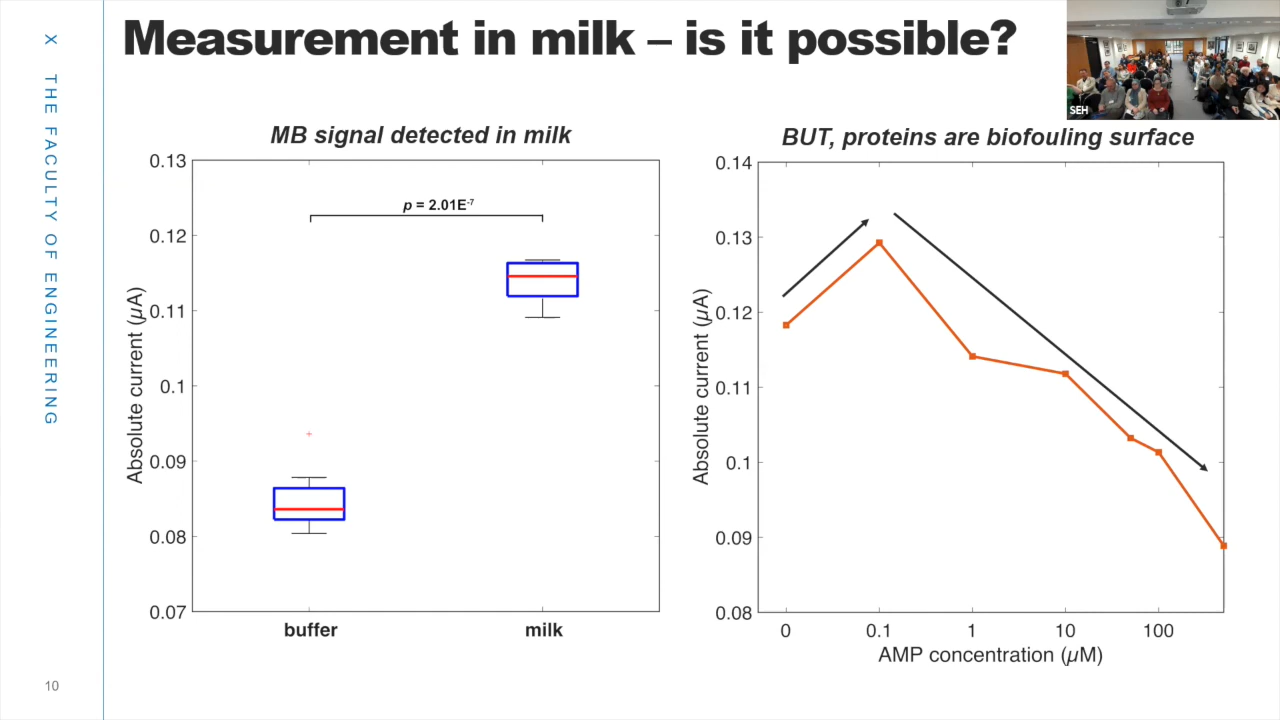 Measurement in milk – is it possible?
X THE FACULTY OF ENGINEERING
SEH
MB signal detected in milk
p = 2.01E-7
0.13
0.12
0.11
0.1
0.09
0.08
0.07
Absolute current (μA)
buffer milk
BUT, proteins are biofouling surface
0.14
0.13
0.12
0.11
0.1
0.09
0.08
Absolute current (μA)
0 0.1 1 10 100
AMP concentration (μM)
10